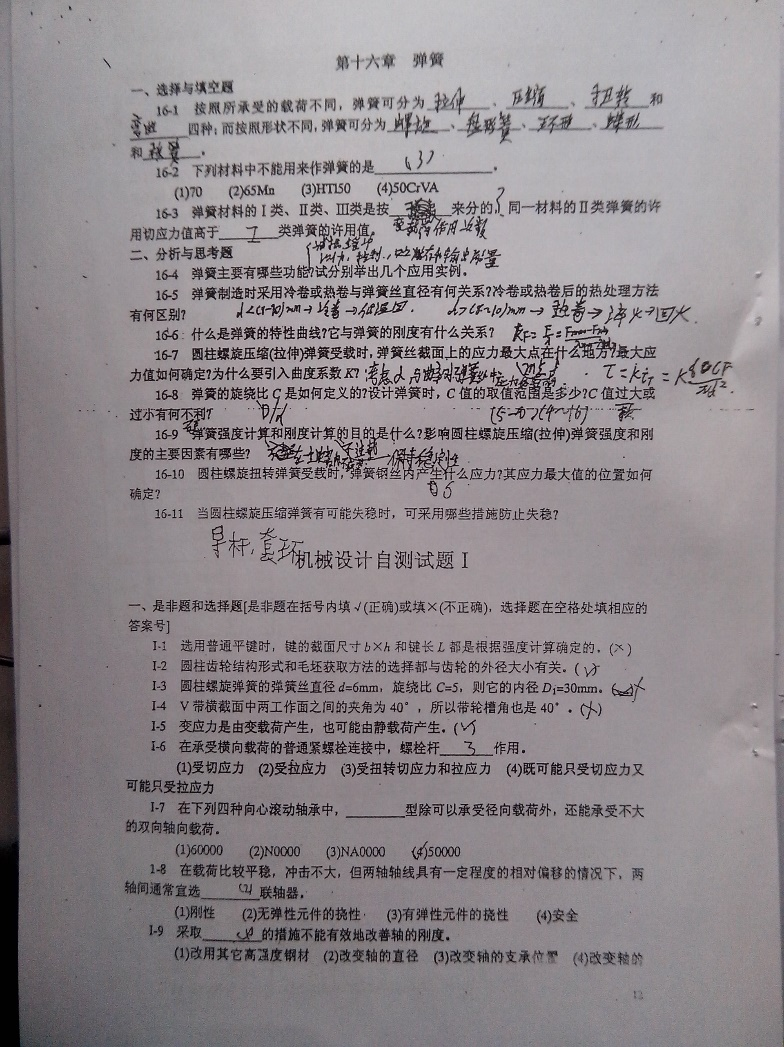 第十六章 弹簧
一、选择与填空题
16-1 按照所承受的载荷不同，弹簧可分为 拉伸 、 压缩 、 扭转 和
弯曲 四种；而按照形状不同，弹簧可分为 螺旋 、 、 环形 、 碟形
和 。
16-2 下列材料中不能用来作弹簧的是 (3) 。
(1)70 (2)65Mn (3)HT150 (4)50CrVA
16-3 弹簧材料的Ⅰ类、Ⅱ类、Ⅲ类是按 来分的，同一材料的Ⅱ类弹簧的许
用切应力值高于 Ⅰ 类弹簧的许用值。
二、分析与思考题
16-4 弹簧主要有哪些功能?试分别举出几个应用实例。
16-5 弹簧制造时采用冷卷或热卷与弹簧丝直径有何关系?冷卷或热卷后的热处理方法
有何区别? d<(8~10)mm→冷卷→低温回. d>(8~10)mm→热卷→淬火→回火
16-6 什么是弹簧的特性曲线?它与弹簧的刚度有什么关系?
16-7 圆柱螺旋压缩(拉伸)弹簧受载时，弹簧丝截面上的应力最大点在什么地方?最大应
力值如何确定?为什么要引入曲度系数K?
16-8 弹簧的旋绕比 C 是如何定义的?设计弹簧时，C 值的取值范围是多少?C 值过大或
过小有何不利? D/d
16-9 弹簧强度计算和刚度计算的目的是什么?影响圆柱螺旋压缩(拉伸)弹簧强度和刚
度的主要因素有哪些?
16-10 圆柱螺旋扭转弹簧受载时，弹簧钢丝内产生什么应力?其应力最大值的位置如何
确定?
16-11 当圆柱螺旋压缩弹簧有可能失稳时，可采用哪些措施防止失稳?
导杆，套环
机械设计自测试题Ⅰ
一、是非题和选择题[是非题在括号内填√(正确)或填×(不正确)，选择题在空格处填相应的
答案号]
Ⅰ-1 选用普通平键时，键的截面尺寸 b×h 和键长 L 都是根据强度计算确定的。(×)
Ⅰ-2 圆柱齿轮结构形式和毛坯获取方法的选择都与齿轮的外径大小有关。(√)
Ⅰ-3 圆柱螺旋弹簧的弹簧丝直径 d=6mm，旋绕比 C=5，则它的内径 D₁=30mm。(×)
Ⅰ-4 V 带横截面中两工作面之间的夹角为 40°，所以带轮槽角也是 40°。(×)
Ⅰ-5 变应力是由变载荷产生，也可能由静载荷产生。(√)
Ⅰ-6 在承受横向载荷的普通紧螺栓连接中，螺栓杆 3 作用。
(1)受切应力 (2)受拉应力 (3)受扭转切应力和拉应力 (4)既可能只受切应力又
可能只受拉应力
Ⅰ-7 在下列四种向心滚动轴承中， 型除可以承受径向载荷外，还能承受不大
的双向轴向载荷。
(1)60000 (2)N0000 (3)NA0000 (4)50000
1-8 在载荷比较平稳，冲击不大，但两轴轴线具有一定程度的相对偏移的情况下，两
轴间通常宜选 (2) 联轴器。
(1)刚性 (2)无弹性元件的挠性 (3)有弹性元件的挠性 (4)安全
Ⅰ-9 采取 的措施不能有效地改善轴的刚度。
(1)改用其它高强度钢材 (2)改变轴的直径 (3)改变轴的支承位置 (4)改变轴的